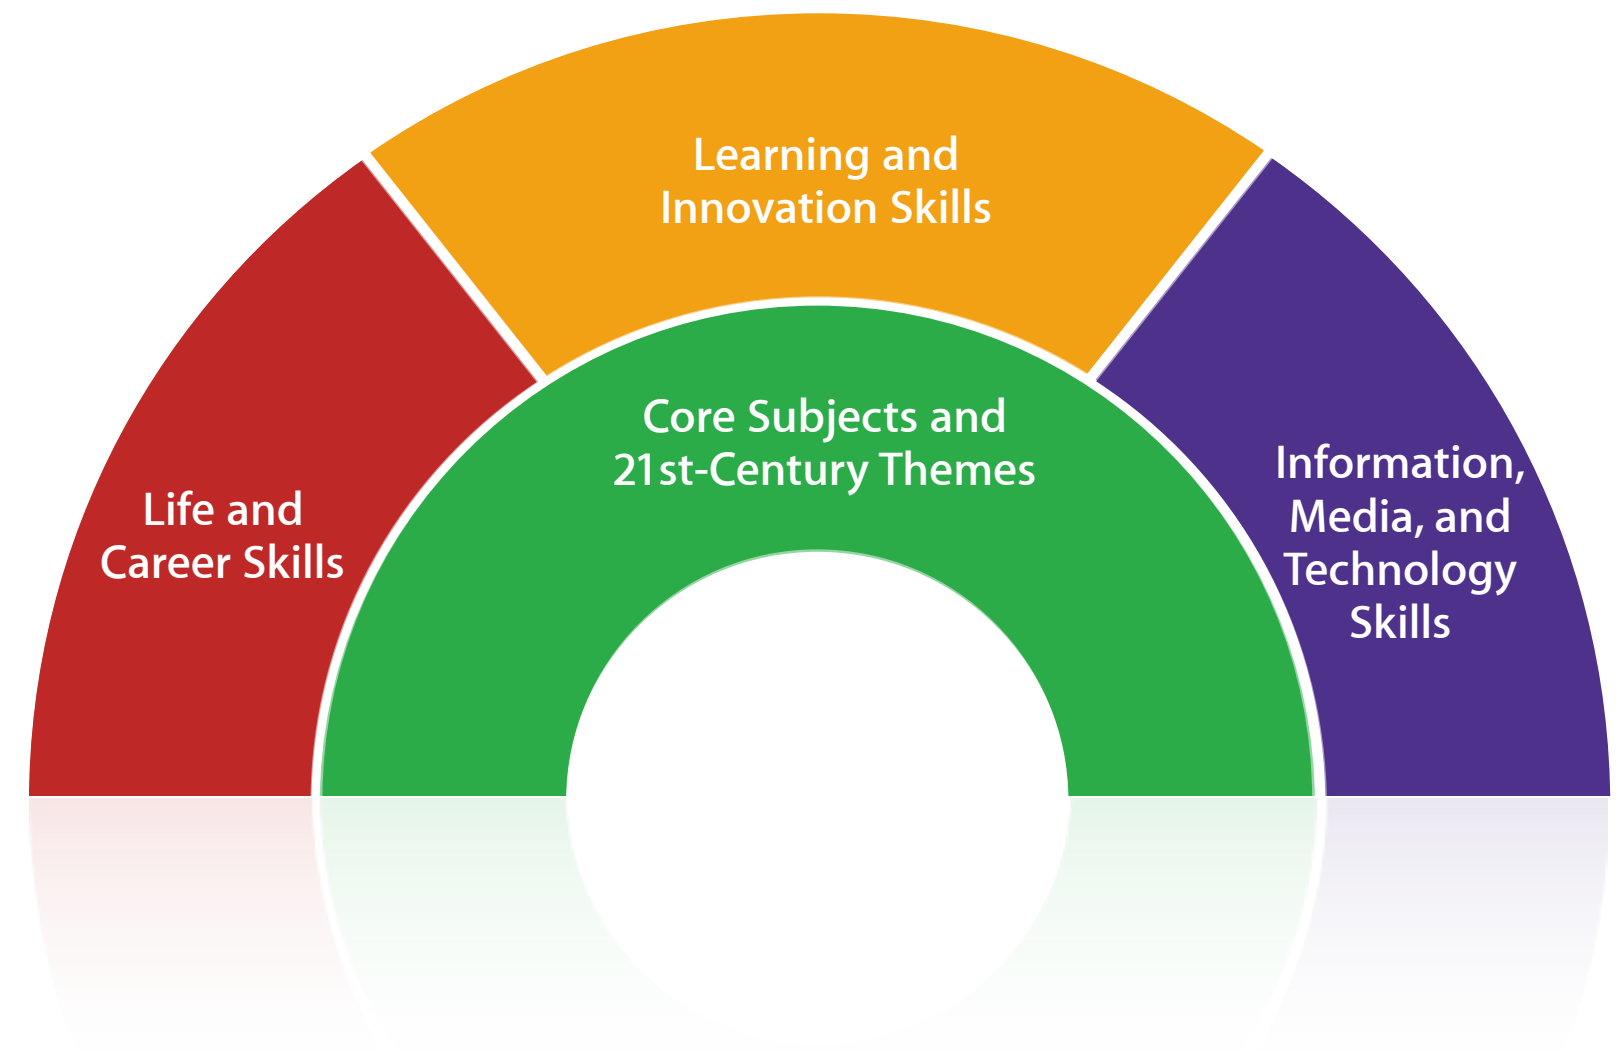 Learning and
Innovation Skills
Core Subjects and
21st-Century Themes
Life and
Career Skills
Information,
Media, and
Technology
Skills